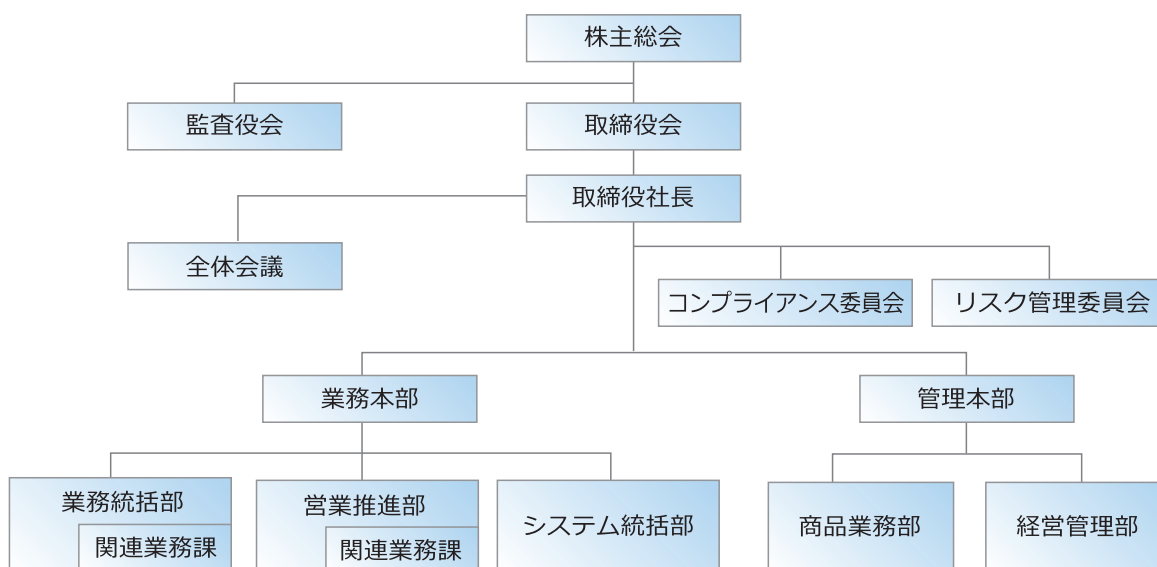 株主総会
監査役会
取締役会
取締役社長
全体会議
コンプライアンス委員会
リスク管理委員会
業務本部
管理本部
業務統括部
関連業務課
営業推進部
関連業務課
システム統括部
商品業務部
経営管理部